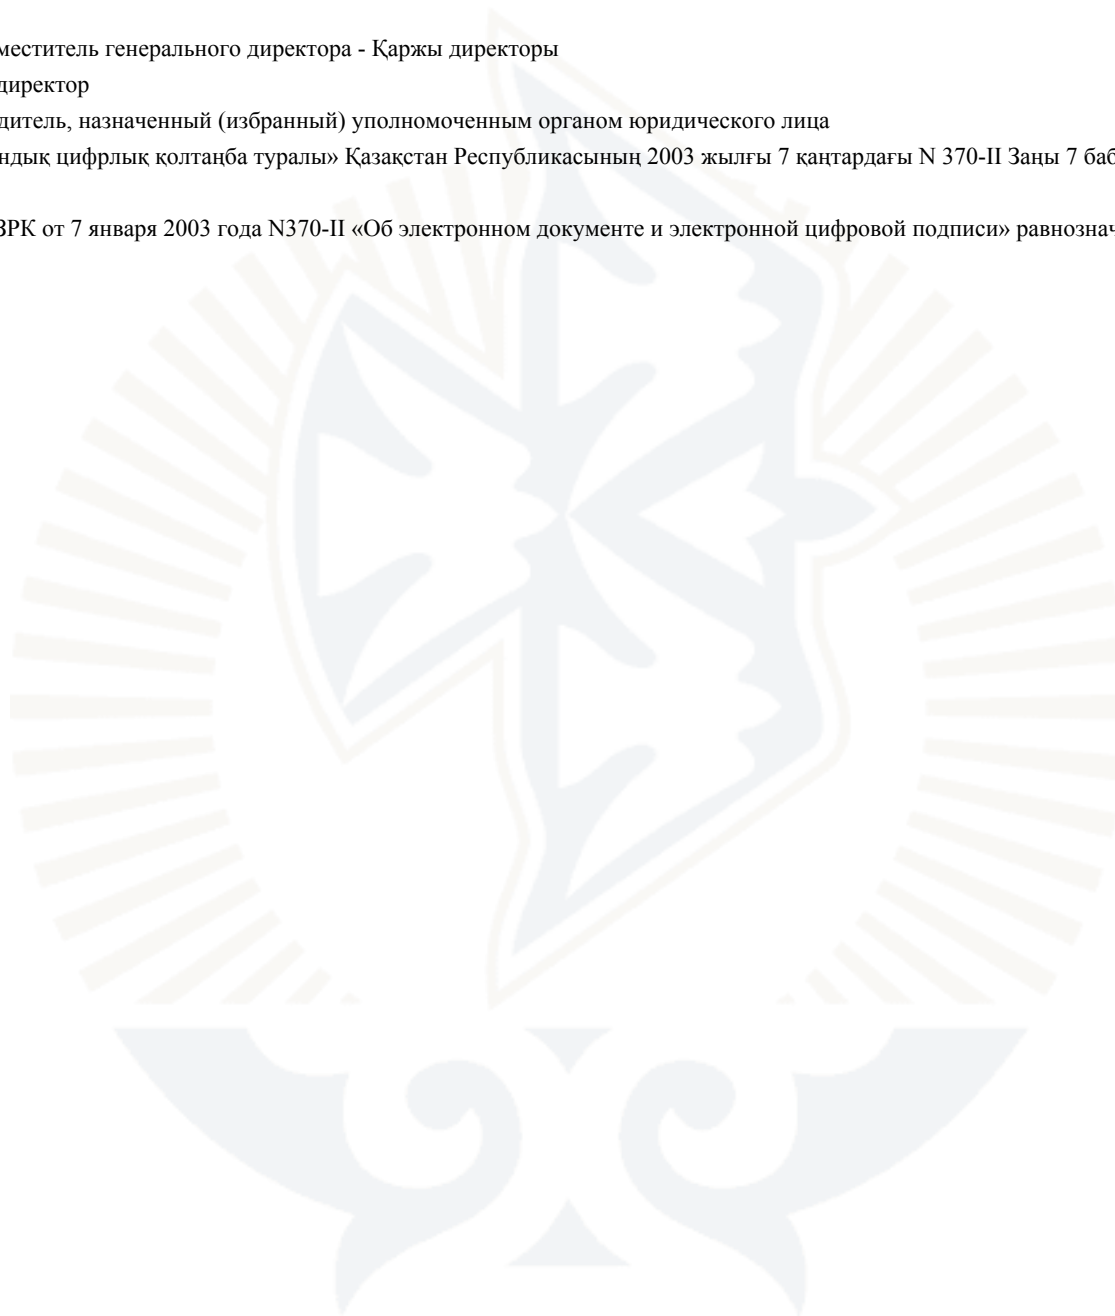 меститель генерального директора - Қаржы директоры
директор
дитель, назначенный (избранный) уполномоченным органом юридического лица
ндық цифрлық қолтаңба туралы» Қазақстан Республикасының 2003 жылғы 7 қаңтардағы N 370-II Заңы 7 баб
ЗРК от 7 января 2003 года N370-II «Об электронном документе и электронной цифровой подписи» равнознач